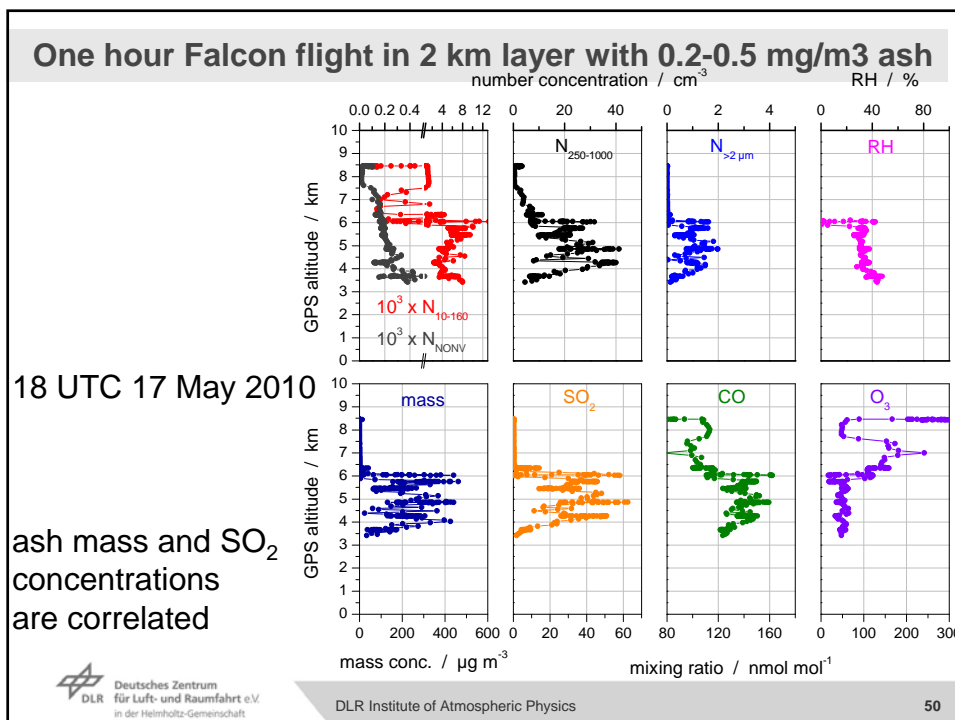 One hour Falcon flight in 2 km layer with 0.2-0.5 mg/m3 ash
number concentration / cm-3
RH / %
0.0 0.2 0.4 4 8 12
0 20 40
0 2 4
0 40 80
10
9
8
7
6
5
4
3
2
1
0
GPS altitude / km
10³ x N10-160
10³ x NNONV
N250-1000
N>2 µm
RH
18 UTC 17 May 2010
10
9
8
7
6
5
4
3
2
1
0
GPS altitude / km
mass
SO2
CO
O3
ash mass and SO2
concentrations
are correlated
0 200 400 600
0 20 40 60
80 120 160
0 100 200 300
mass conc. / µg m-3
mixing ratio / nmol mol-1
DLR
Deutsches Zentrum
für Luft- und Raumfahrt e.V.
in der Helmholtz-Gemeinschaft
DLR Institute of Atmospheric Physics
50